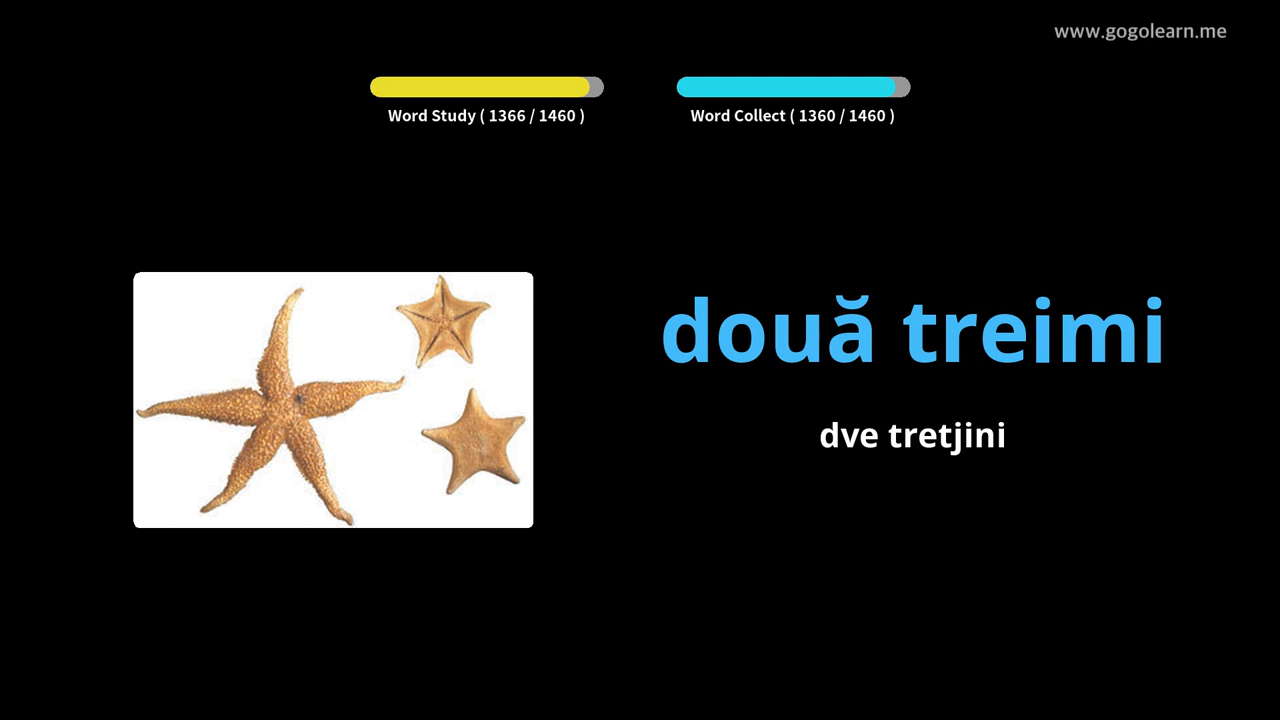 www.gogolearn.me
Word Study ( 1366 / 1460 )
Word Collect ( 1360 / 1460 )
două treimi
dve tretjini